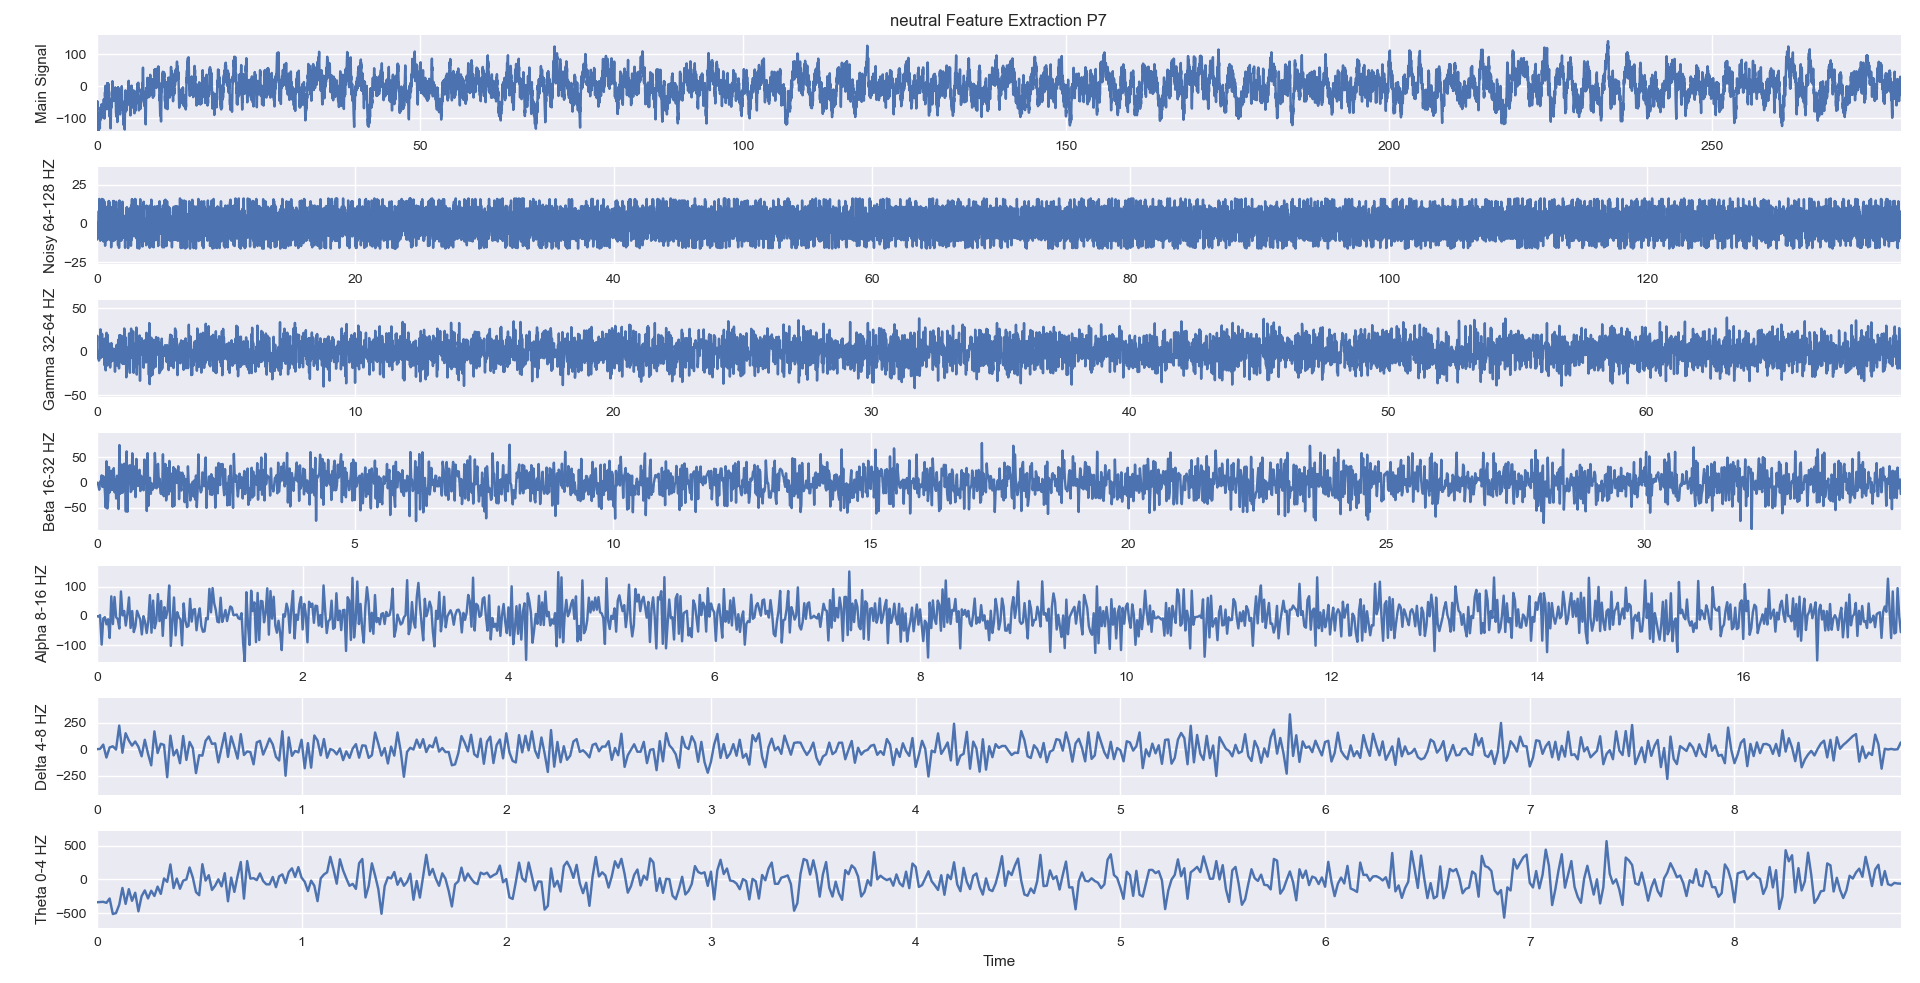 neutral Feature Extraction P7
Main Signal
100
0
−100
0 50 100 150 200 250
Noisy 64-128 HZ
25
0
−25
0 20 40 60 80 100 120
Gamma 32-64 HZ
50
0
−50
0 10 20 30 40 50 60
Beta 16-32 HZ
50
0
−50
0 5 10 15 20 25 30
Alpha 8-16 HZ
100
0
−100
0 2 4 6 8 10 12 14 16
Delta 4-8 HZ
250
0
−250
0 1 2 3 4 5 6 7 8
Theta 0-4 HZ
500
0
−500
0 1 2 3 4 5 6 7 8
Time